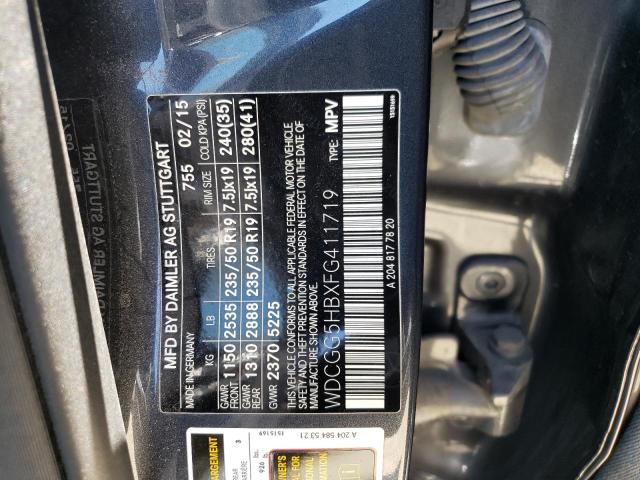 MFD BY DAIMLER AG STUTTGART
MADE IN GERMANY 755 02/15
KG LB TIRES RIM SIZE COLD KPA (PSI)
GAWR FRONT 1150 2535 235/50 R19 7.5Jx19 240(35)
GAWR REAR 1310 2888 235/50 R19 7.5Jx19 280(41)
GVWR 2370 5225
THIS VEHICLE CONFORMS TO ALL APPLICABLE FEDERAL MOTOR VEHICLE
SAFETY AND THEFT PREVENTION STANDARDS IN EFFECT ON THE DATE OF
MANUFACTURE SHOWN ABOVE.
WDCGG5HBXFG411719 TYPE: MPV
A 204 817 78 20
1515169
A 204 584 53 21
1515169
3
926